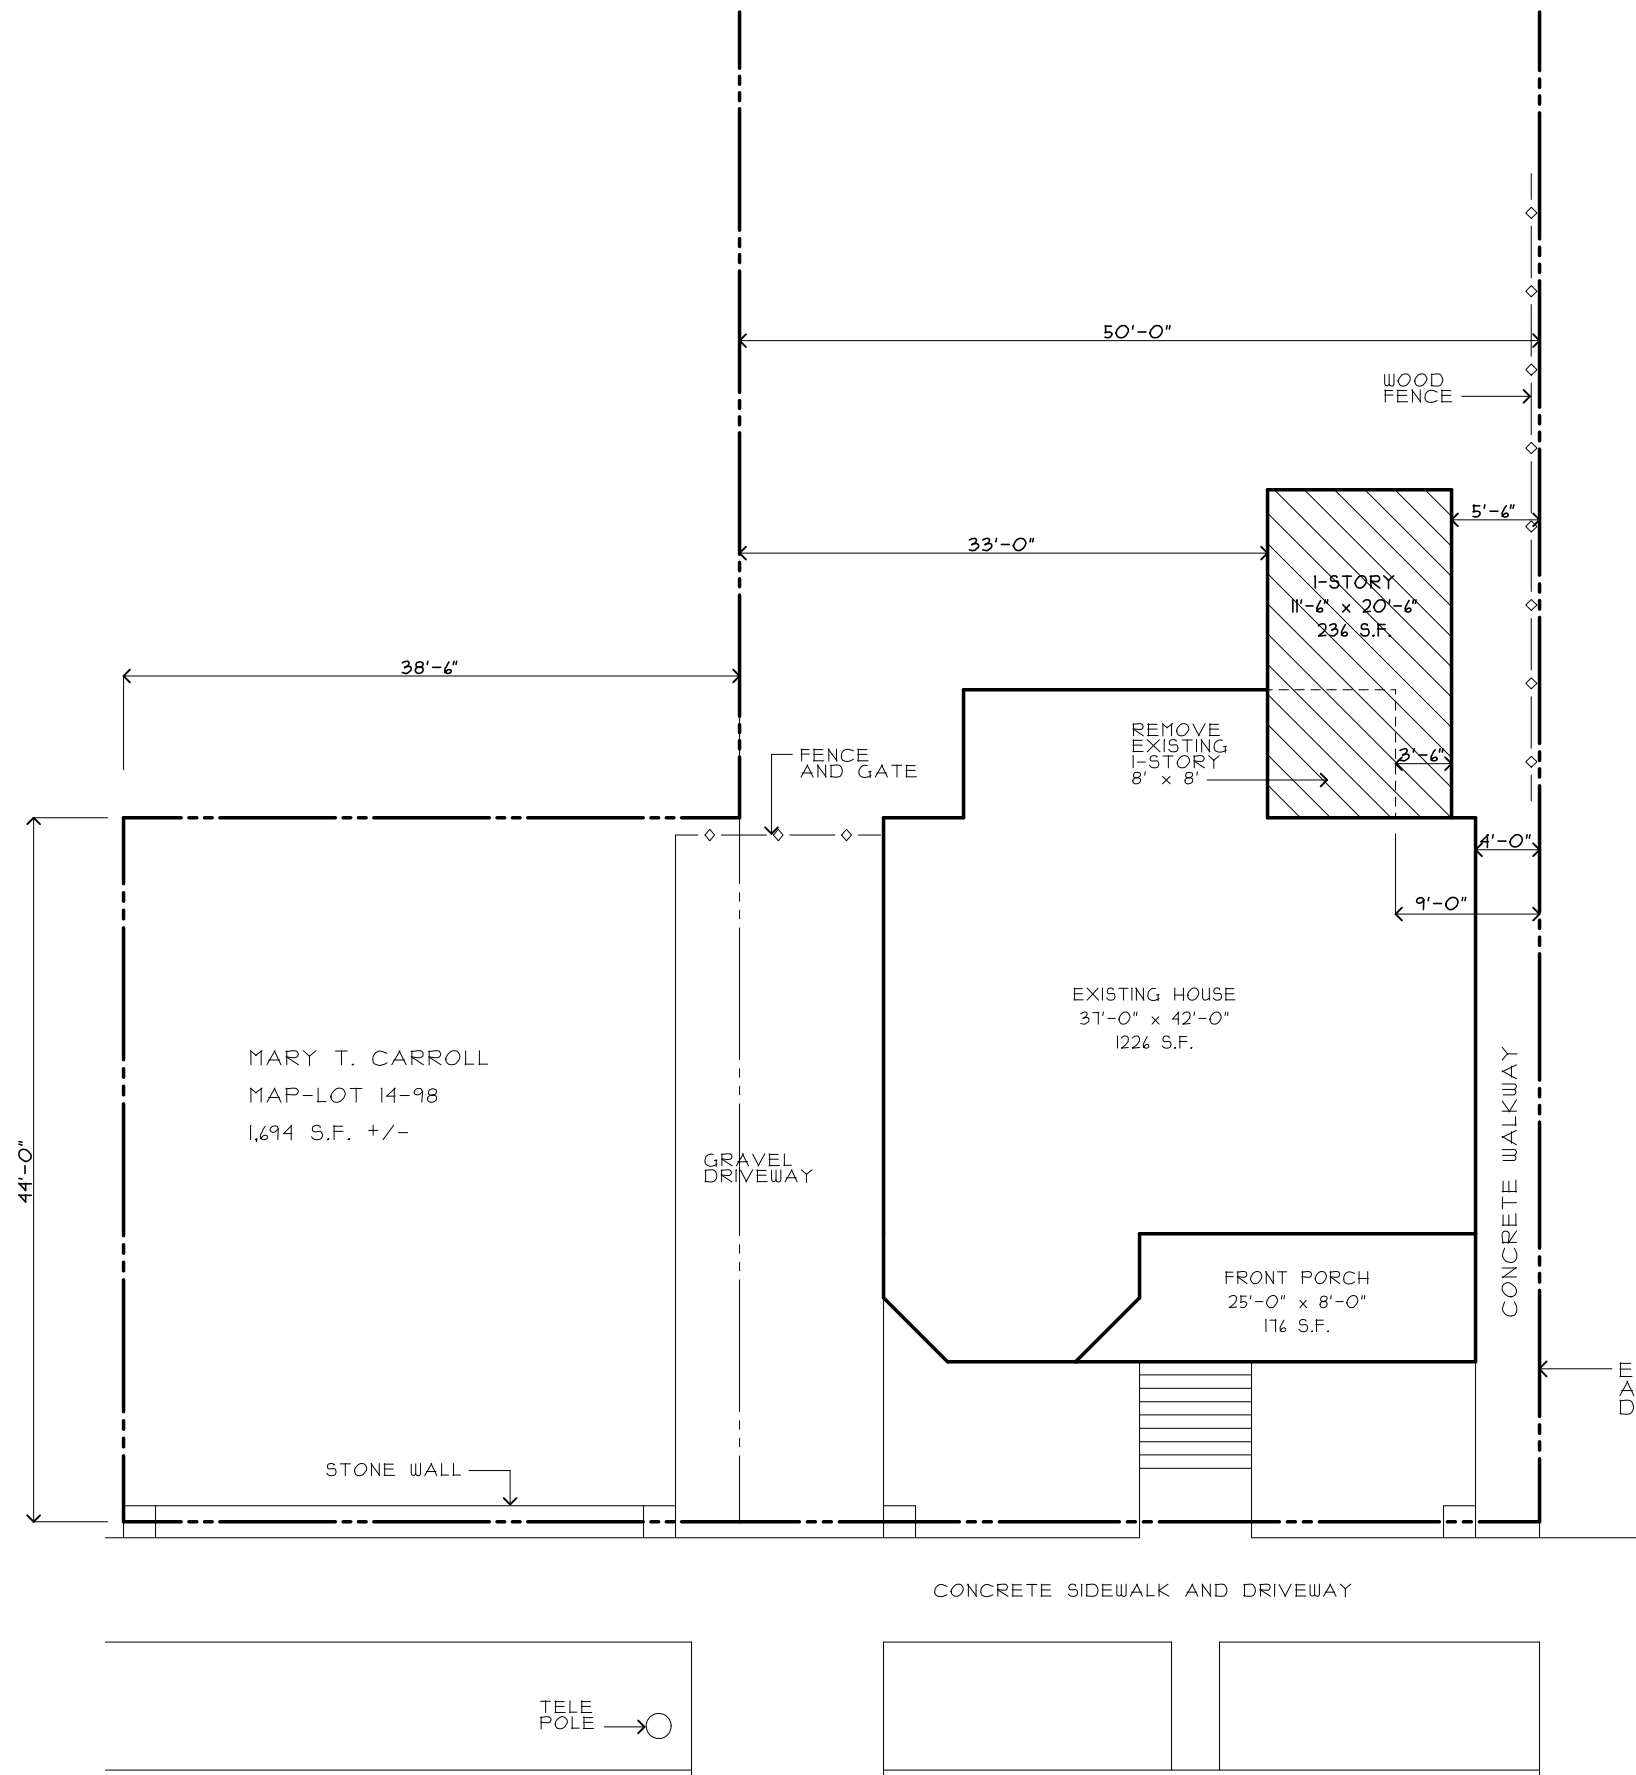 50'-0"
WOOD
FENCE
5'-6"
33'-0"
1-STORY
11'-6" x 20'-6"
236 S.F.
38'-6"
REMOVE
EXISTING
1-STORY
8' x 8'
3'-6"
FENCE
AND GATE
4'-0"
9'-0"
EXISTING HOUSE
37'-0" x 42'-0"
1226 S.F.
MARY T. CARROLL
MAP-LOT 14-98
1,694 S.F. +/-
44'-0"
GRAVEL
DRIVEWAY
CONCRETE WALKWAY
FRONT PORCH
25'-0" x 8'-0"
176 S.F.
E
A
D
STONE WALL
CONCRETE SIDEWALK AND DRIVEWAY
TELE
POLE